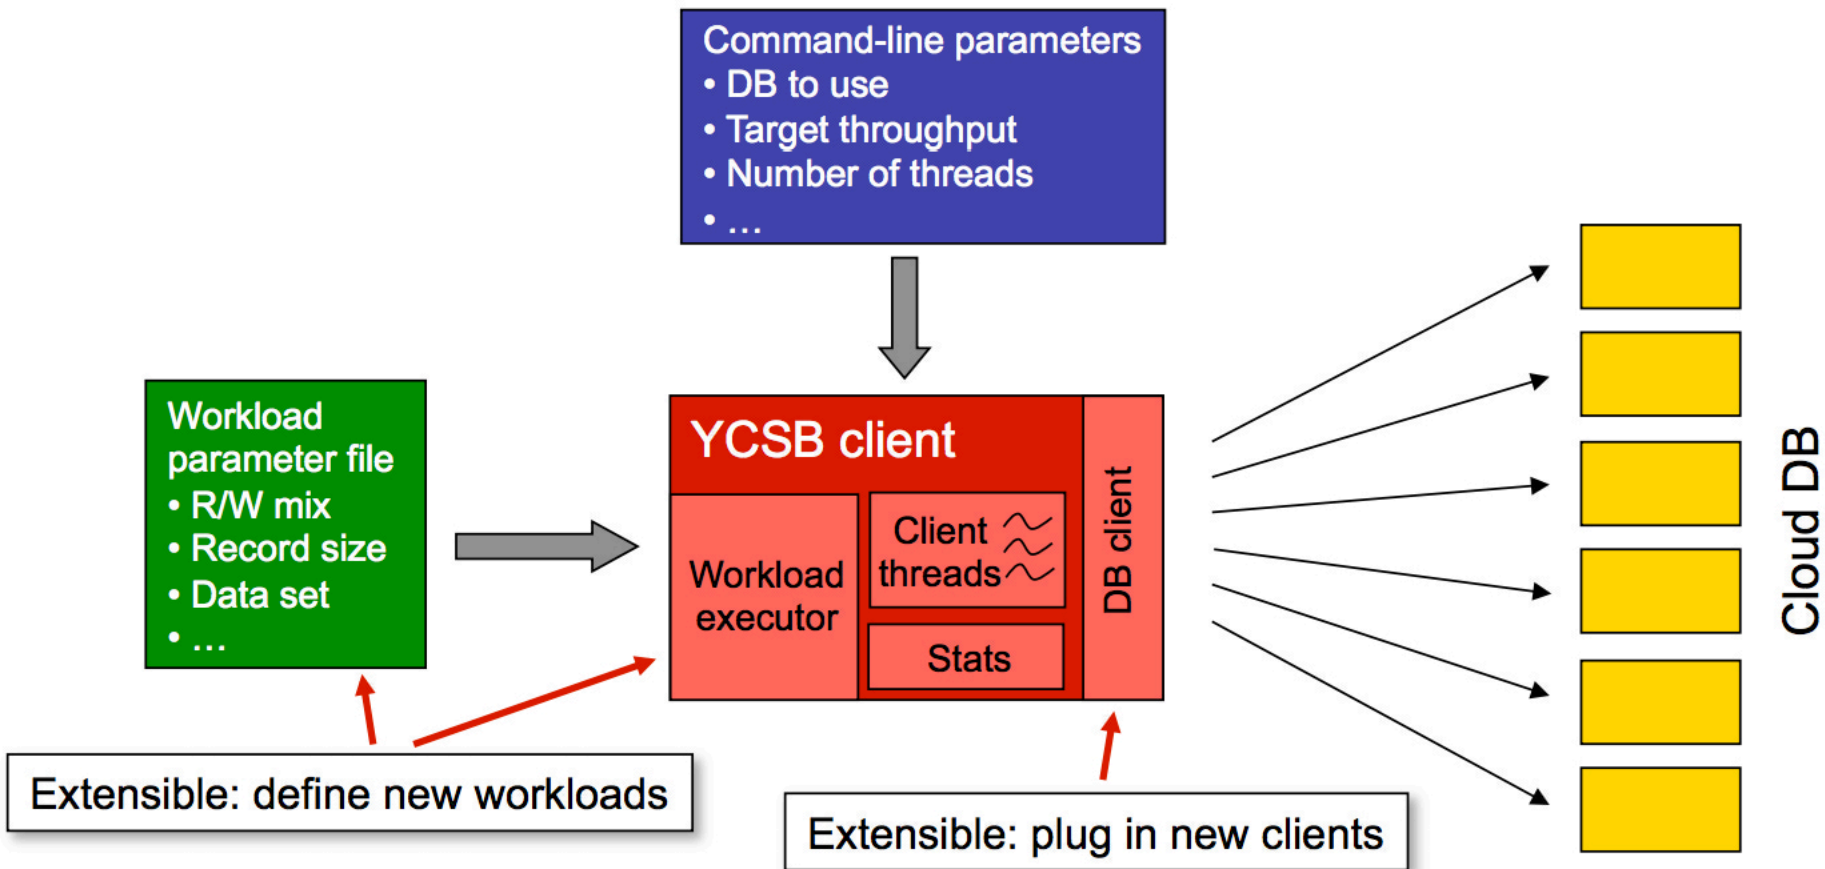 Command-line parameters
• DB to use
• Target throughput
• Number of threads
• ...
Workload
parameter file
• R/W mix
• Record size
• Data set
• ...
YCSB client
Workload
executor
Client
threads
Stats
DB client
Cloud DB
Extensible: define new workloads
Extensible: plug in new clients